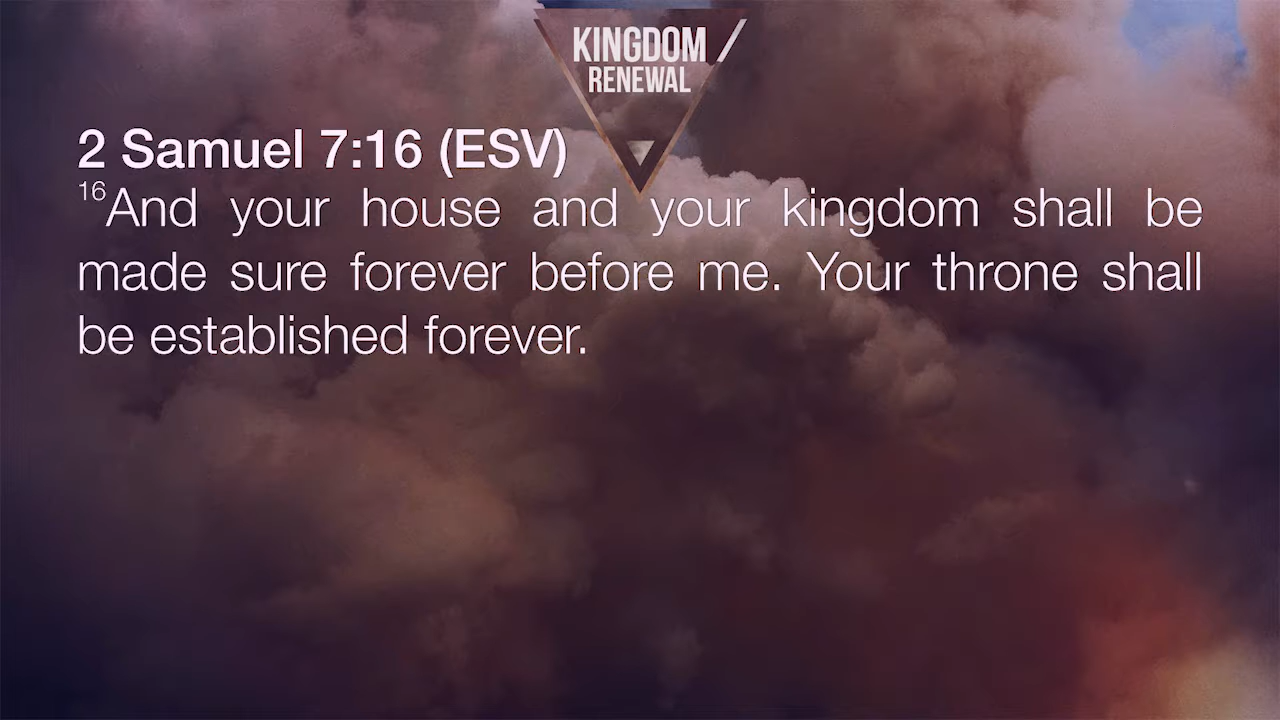 KINGDOM /
RENEWAL
2 Samuel 7:16 (ESV)
16And your house and your kingdom shall be
made sure forever before me. Your throne shall
be established forever.